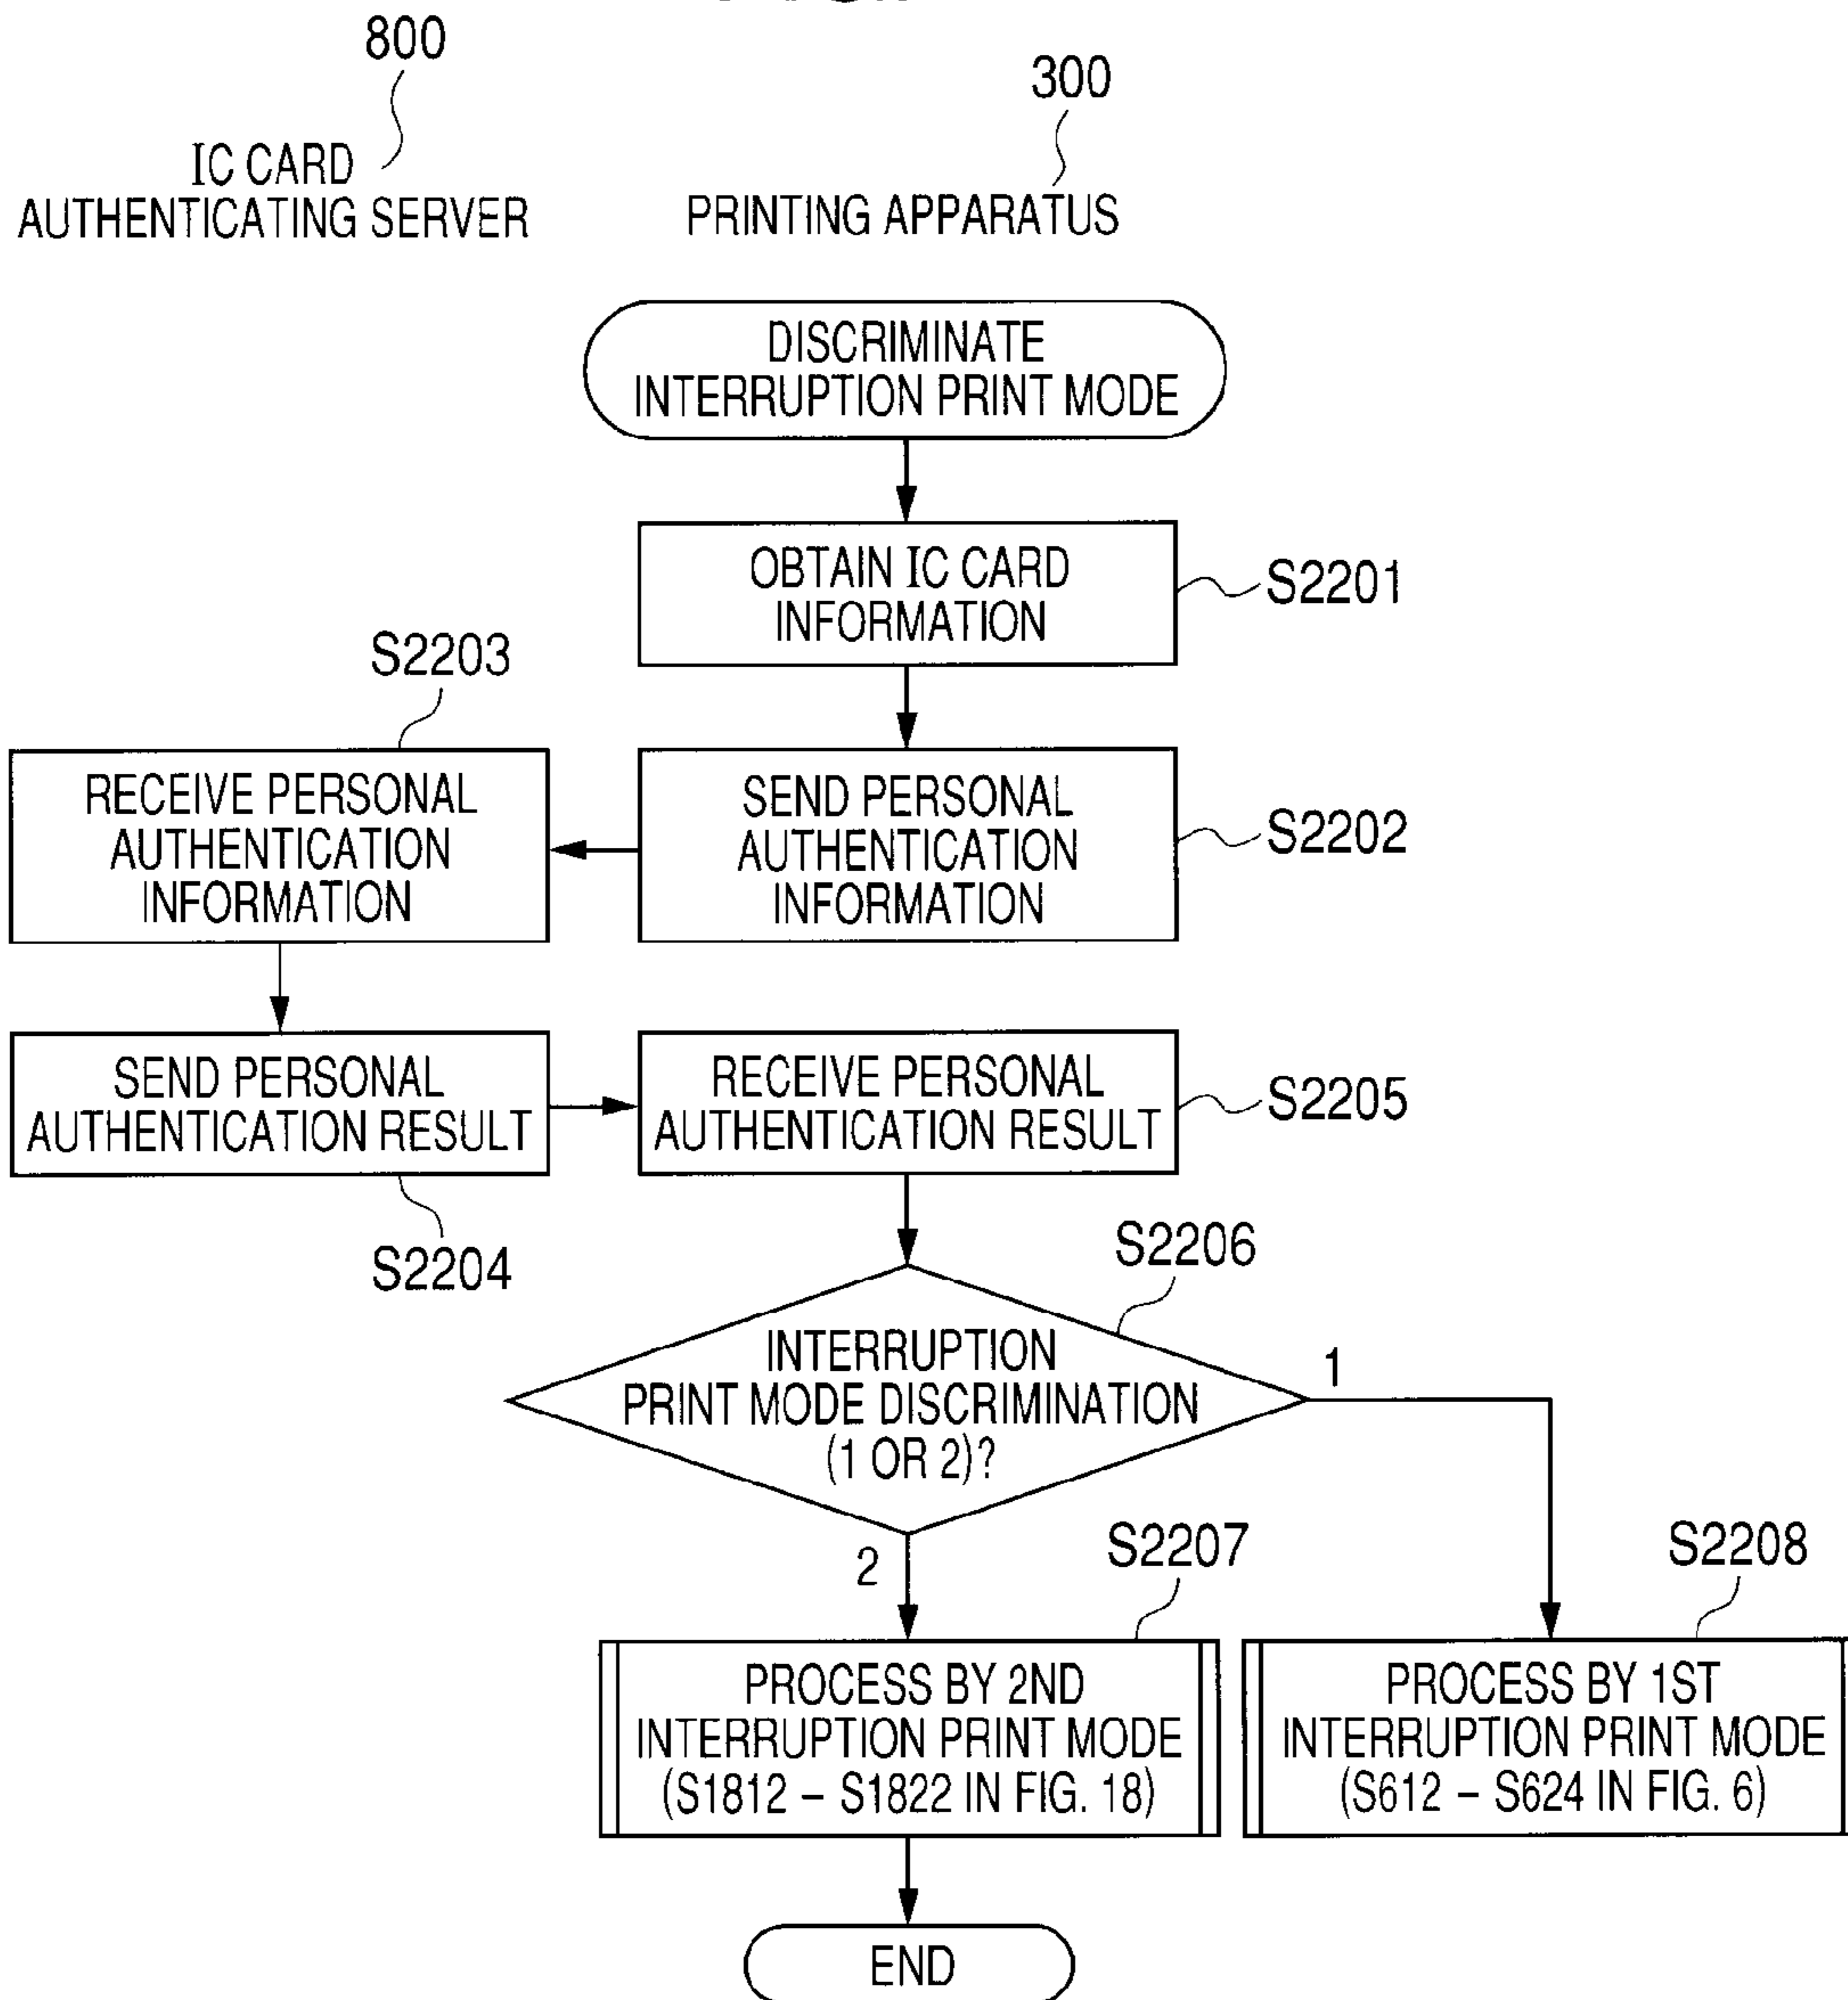 800
IC CARD
AUTHENTICATING SERVER
300
PRINTING APPARATUS
DISCRIMINATE
INTERRUPTION PRINT MODE
OBTAIN IC CARD
INFORMATION
S2201
S2203
RECEIVE PERSONAL
AUTHENTICATION
INFORMATION
SEND PERSONAL
AUTHENTICATION
INFORMATION
S2202
SEND PERSONAL
AUTHENTICATION RESULT
S2204
RECEIVE PERSONAL
AUTHENTICATION RESULT
S2205
S2206
INTERRUPTION
PRINT MODE DISCRIMINATION
(1 OR 2)?
1
2
S2207
PROCESS BY 2ND
INTERRUPTION PRINT MODE
(S1812 – S1822 IN FIG. 18)
S2208
PROCESS BY 1ST
INTERRUPTION PRINT MODE
(S612 – S624 IN FIG. 6)
END